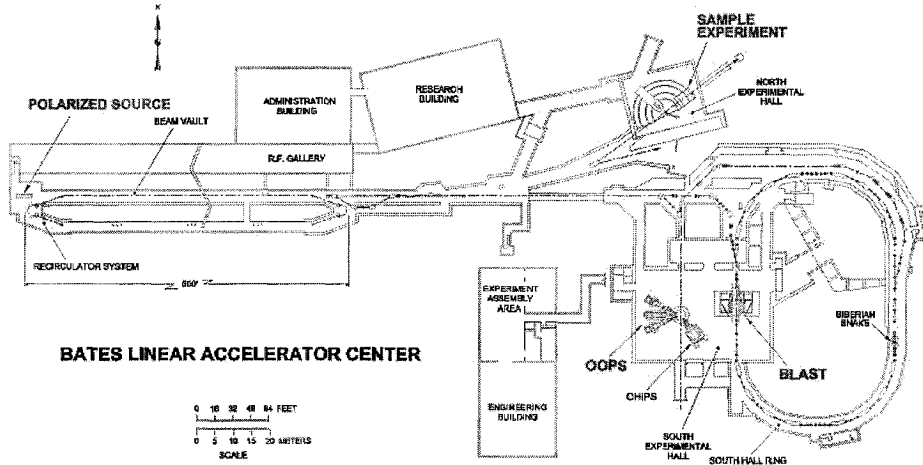 N
SAMPLE
EXPERIMENT
POLARIZED SOURCE
BEAM VAULT
ADMINISTRATION
BUILDING
RESEARCH
BUILDING
NORTH
EXPERIMENTAL
HALL
R.F. GALLERY
RECIRCULATOR SYSTEM
EXPERIMENT
ASSEMBLY
AREA
SIBERIAN
SNAKE
BATES LINEAR ACCELERATOR CENTER
OOPS
OHIPS
BLAST
ENGINEERING
BUILDING
SOUTH
EXPERIMENTAL
HALL
SOUTH HALL RING
0 16 32 48 64 FEET
0 5 10 15 20 METERS
SCALE